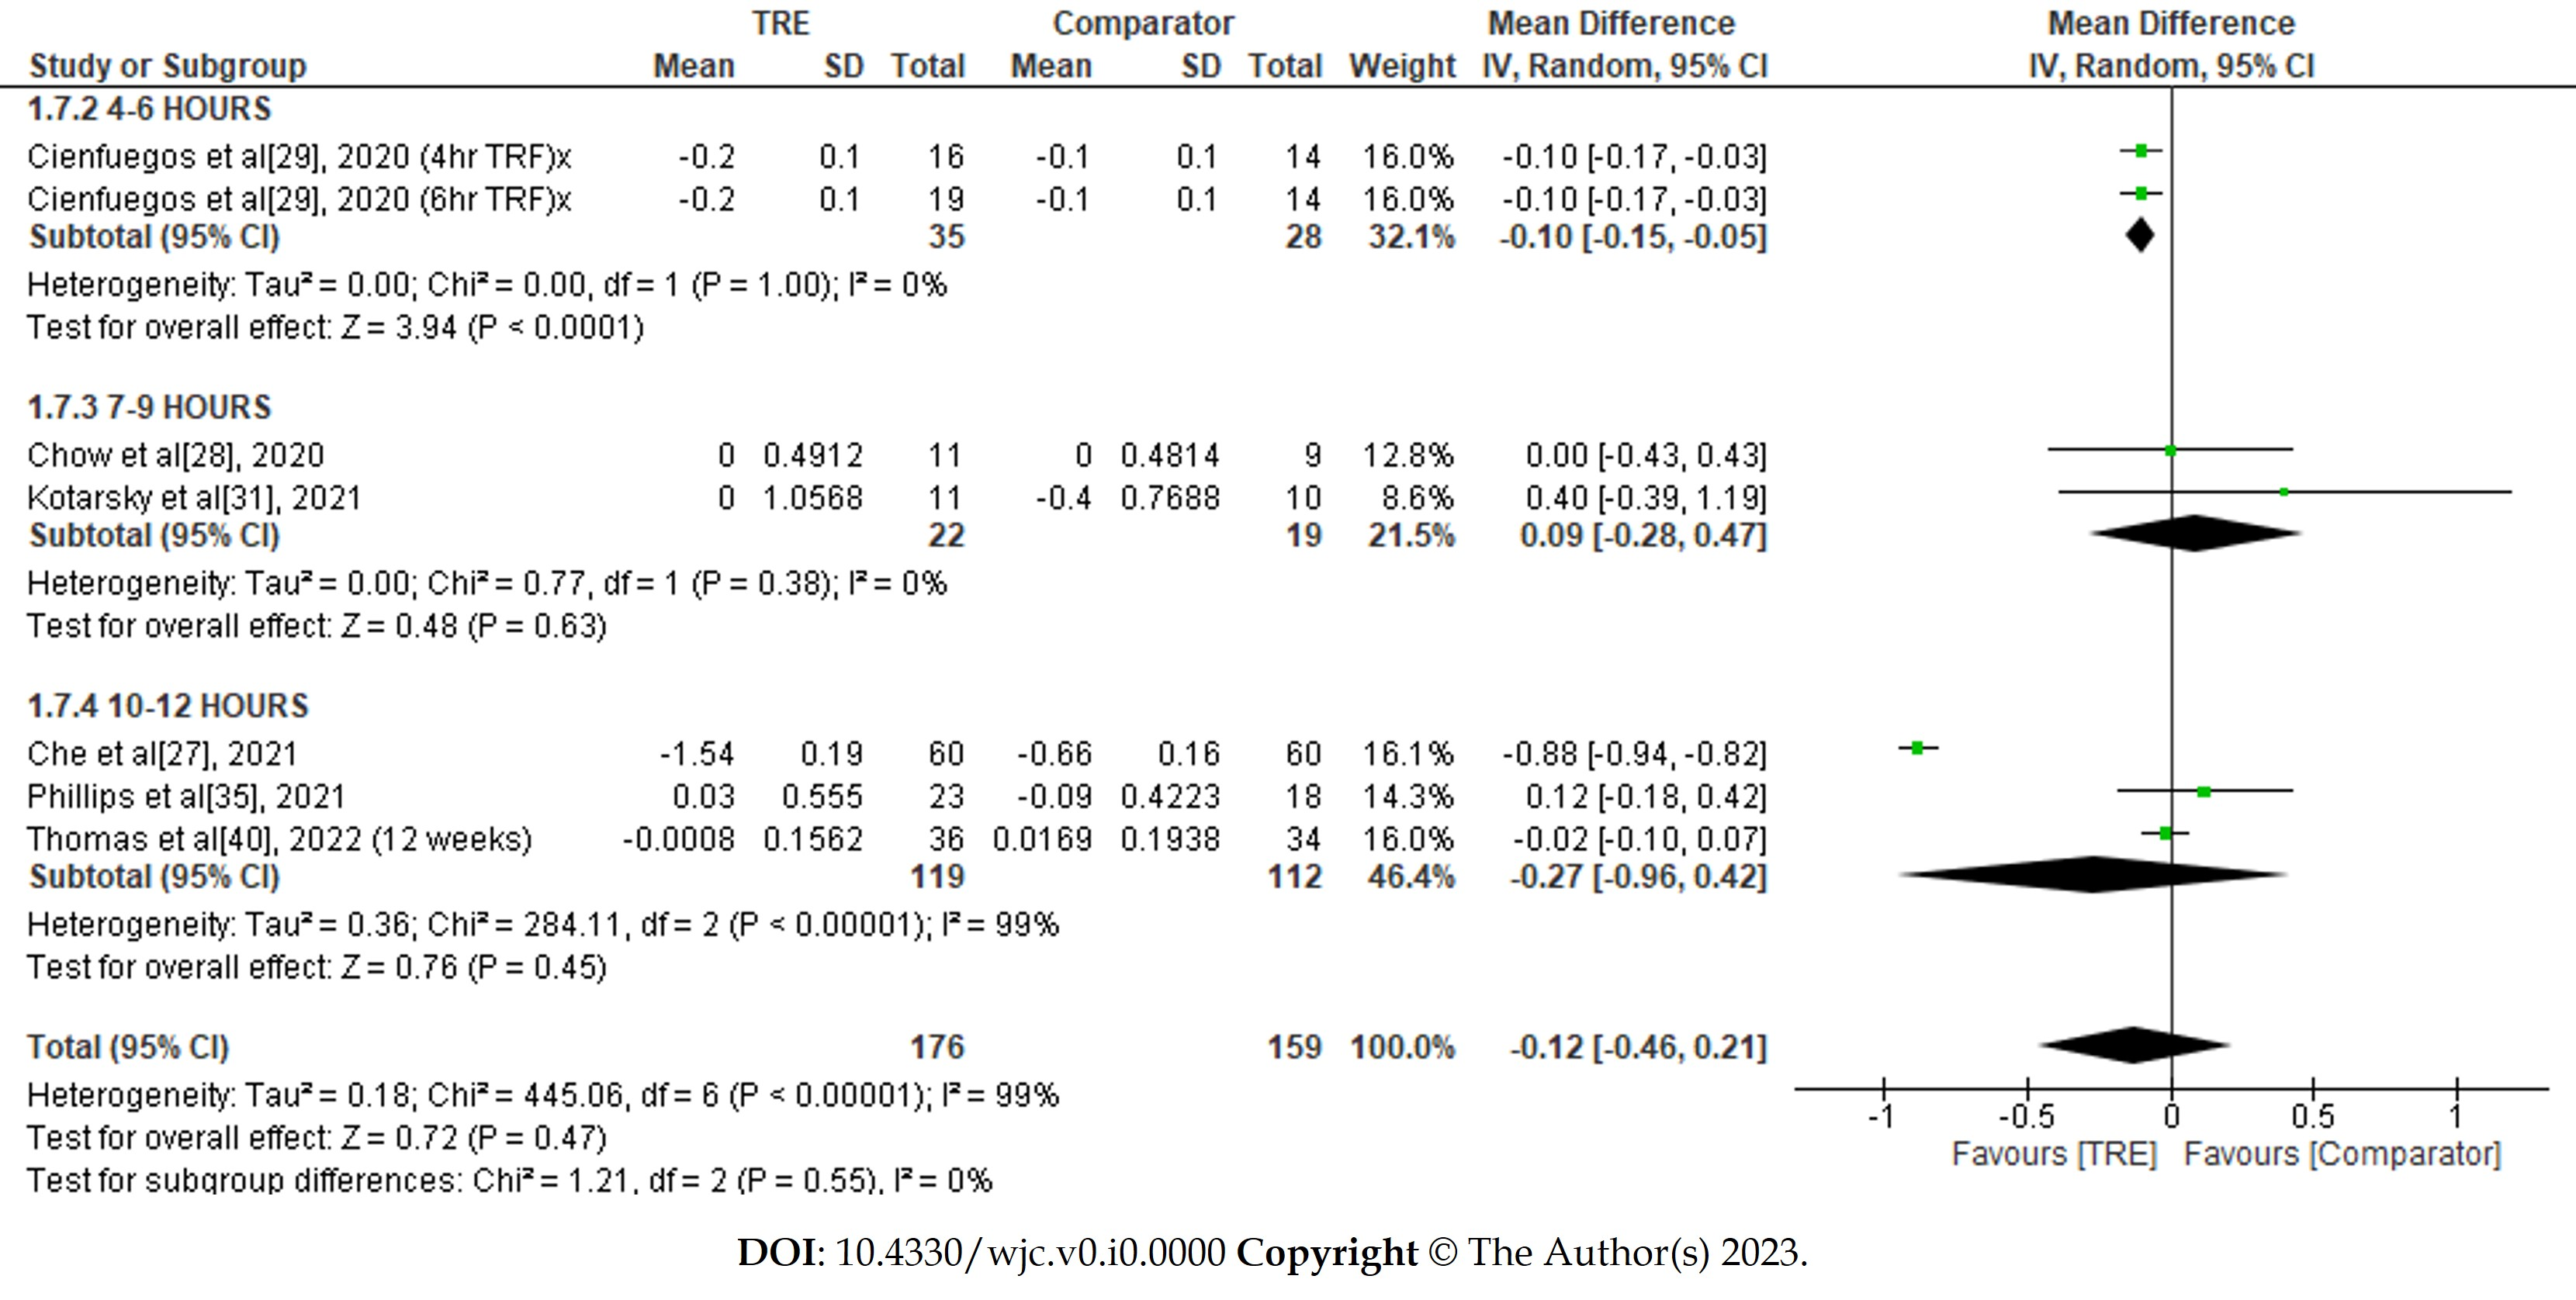 TRE Comparator Mean Difference Mean Difference
Study or Subgroup Mean SD Total Mean SD Total Weight IV, Random, 95% CI IV, Random, 95% CI
1.7.2 4-6 HOURS
Cienfuegos et al[29], 2020 (4hr TRF)x -0.2 0.1 16 -0.1 0.1 14 16.0% -0.10 [-0.17, -0.03]
Cienfuegos et al[29], 2020 (6hr TRF)x -0.2 0.1 19 -0.1 0.1 14 16.0% -0.10 [-0.17, -0.03]
Subtotal (95% CI) 35 28 32.1% -0.10 [-0.15, -0.05]
Heterogeneity: Tau² = 0.00; Chi² = 0.00, df = 1 (P = 1.00); I² = 0%
Test for overall effect: Z = 3.94 (P < 0.0001)
1.7.3 7-9 HOURS
Chow et al[28], 2020 0 0.4912 11 0 0.4814 9 12.8% 0.00 [-0.43, 0.43]
Kotarsky et al[31], 2021 0 1.0568 11 -0.4 0.7688 10 8.6% 0.40 [-0.39, 1.19]
Subtotal (95% CI) 22 19 21.5% 0.09 [-0.28, 0.47]
Heterogeneity: Tau² = 0.00; Chi² = 0.77, df = 1 (P = 0.38); I² = 0%
Test for overall effect: Z = 0.48 (P = 0.63)
1.7.4 10-12 HOURS
Che et al[27], 2021 -1.54 0.19 60 -0.66 0.16 60 16.1% -0.88 [-0.94, -0.82]
Phillips et al[35], 2021 0.03 0.555 23 -0.09 0.4223 18 14.3% 0.12 [-0.18, 0.42]
Thomas et al[40], 2022 (12 weeks) -0.0008 0.1562 36 0.0169 0.1938 34 16.0% -0.02 [-0.10, 0.07]
Subtotal (95% CI) 119 112 46.4% -0.27 [-0.96, 0.42]
Heterogeneity: Tau² = 0.36; Chi² = 284.11, df = 2 (P < 0.00001); I² = 99%
Test for overall effect: Z = 0.76 (P = 0.45)
Total (95% CI) 176 159 100.0% -0.12 [-0.46, 0.21]
Heterogeneity: Tau² = 0.18; Chi² = 445.06, df = 6 (P < 0.00001); I² = 99%
Test for overall effect: Z = 0.72 (P = 0.47)
Test for subgroup differences: Chi² = 1.21, df = 2 (P = 0.55), I² = 0%
-1 -0.5 0 0.5 1
Favours [TRE] Favours [Comparator]
DOI: 10.4330/wjc.v0.i0.0000 Copyright © The Author(s) 2023.